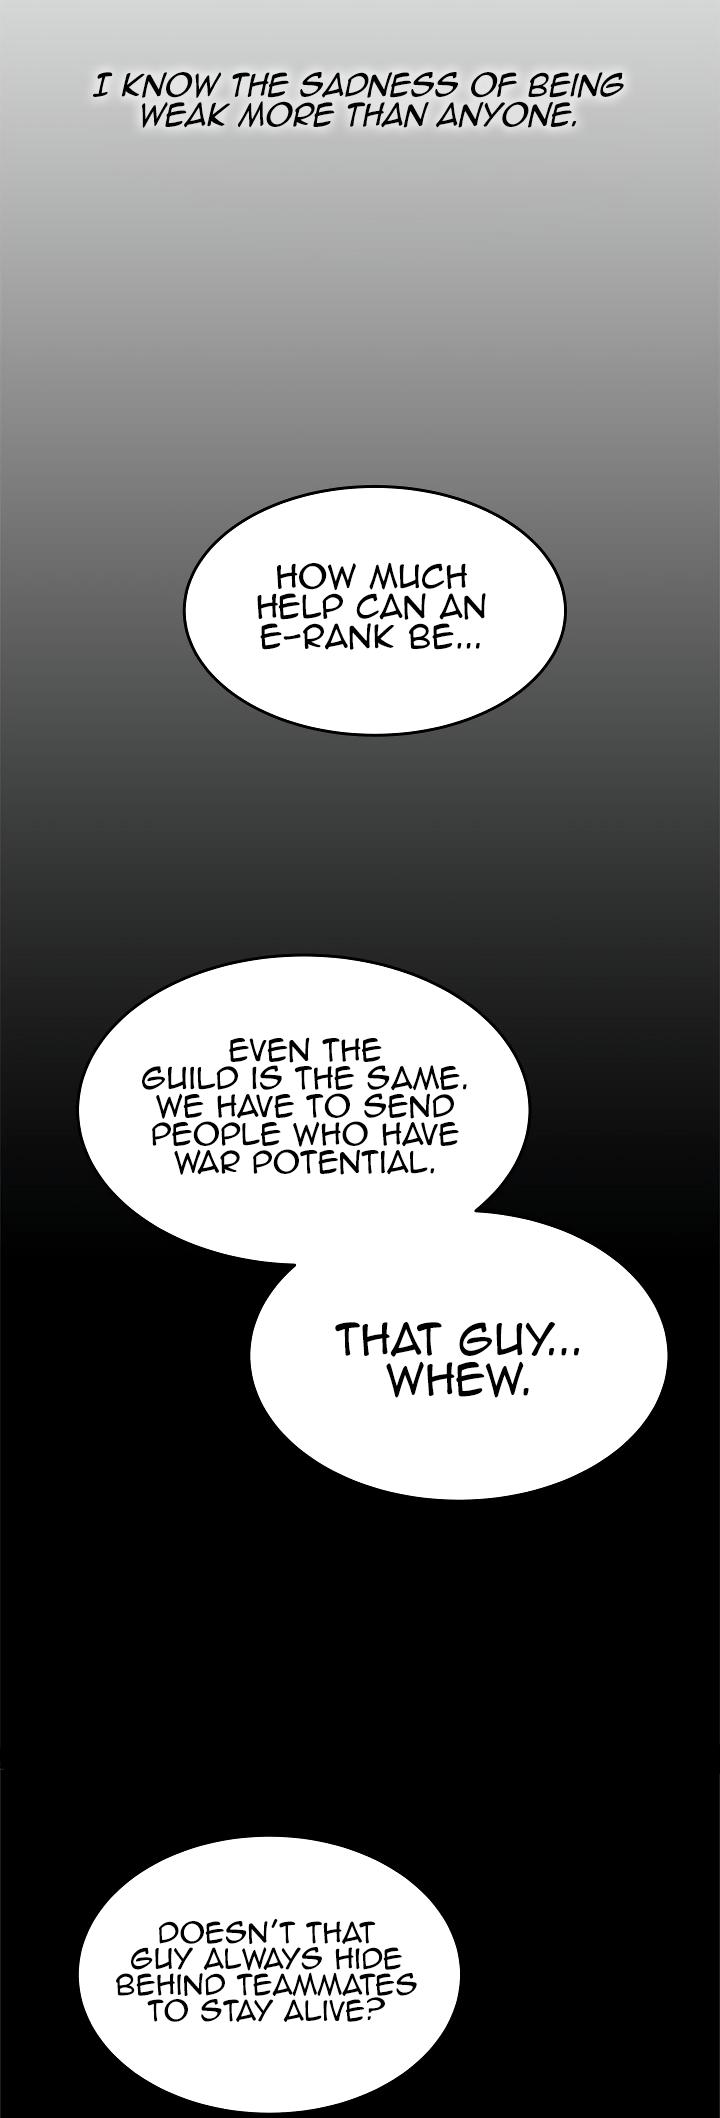 I KNOW THE SADNESS OF BEING
WEAK MORE THAN ANYONE.
HOW MUCH
HELP CAN AN
E-RANK BE...
EVEN THE
GUILD IS THE SAME.
WE HAVE TO SEND
PEOPLE WHO HAVE
WAR POTENTIAL.
THAT GUY...
WHEW.
DOESN'T THAT
GUY ALWAYS HIDE
BEHIND TEAMMATES
TO STAY ALIVE?